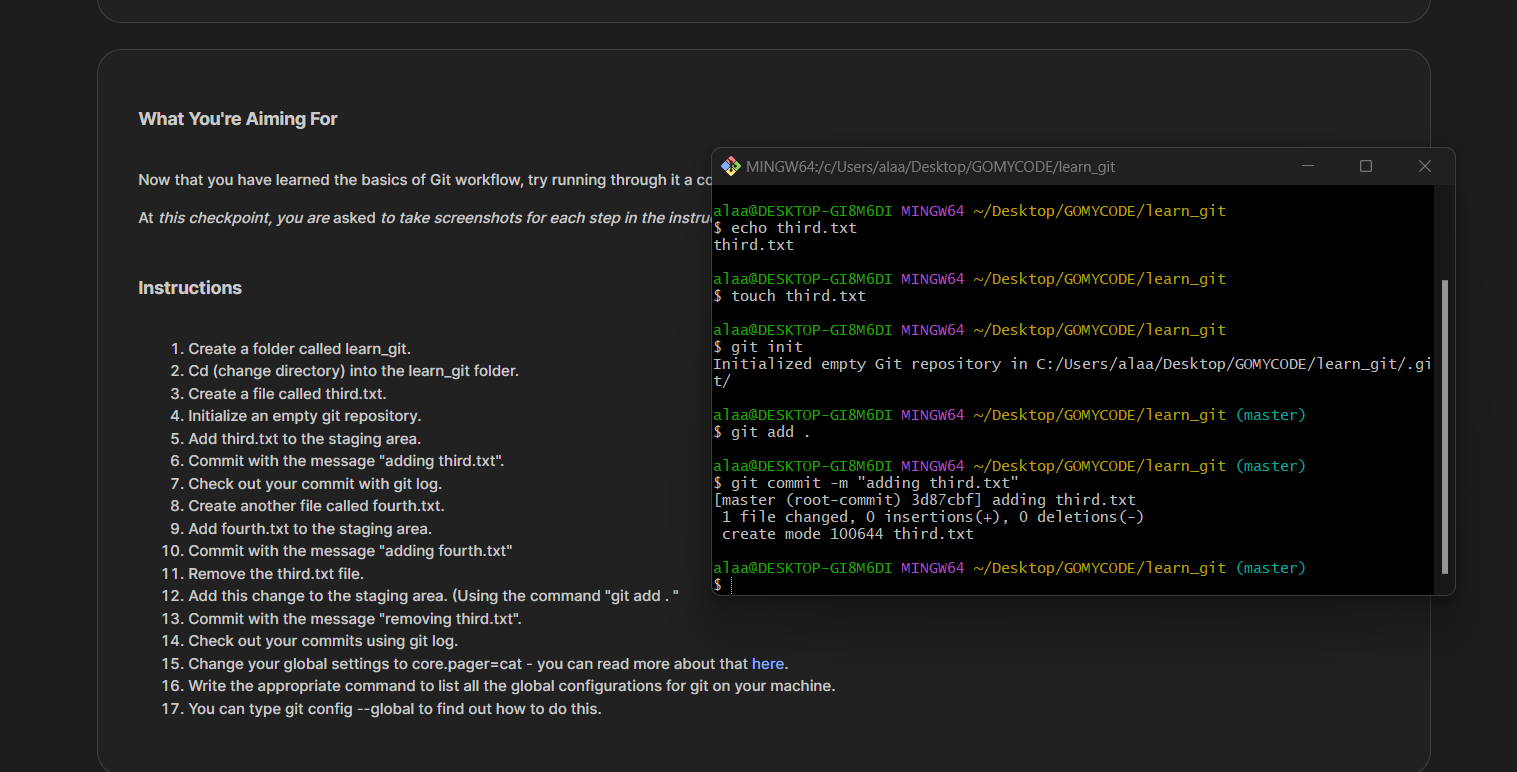 What You're Aiming For
Now that you have learned the basics of Git workflow, try running through it a co
At this checkpoint, you are asked to take screenshots for each step in the instru
Instructions
1. Create a folder called learn_git.
2. Cd (change directory) into the learn_git folder.
3. Create a file called third.txt.
4. Initialize an empty git repository.
5. Add third.txt to the staging area.
6. Commit with the message "adding third.txt".
7. Check out your commit with git log.
8. Create another file called fourth.txt.
9. Add fourth.txt to the staging area.
10. Commit with the message "adding fourth.txt"
11. Remove the third.txt file.
12. Add this change to the staging area. (Using the command "git add . "
13. Commit with the message "removing third.txt".
14. Check out your commits using git log.
15. Change your global settings to core.pager=cat - you can read more about that here.
16. Write the appropriate command to list all the global configurations for git on your machine.
17. You can type git config --global to find out how to do this.
MINGW64:/c/Users/alaa/Desktop/GOMYCODE/learn_git
alaa@DESKTOP-GI8M6DI MINGW64 ~/Desktop/GOMYCODE/learn_git
$ echo third.txt
third.txt
alaa@DESKTOP-GI8M6DI MINGW64 ~/Desktop/GOMYCODE/learn_git
$ touch third.txt
alaa@DESKTOP-GI8M6DI MINGW64 ~/Desktop/GOMYCODE/learn_git
$ git init
Initialized empty Git repository in C:/Users/alaa/Desktop/GOMYCODE/learn_git/.gi
t/
alaa@DESKTOP-GI8M6DI MINGW64 ~/Desktop/GOMYCODE/learn_git (master)
$ git add .
alaa@DESKTOP-GI8M6DI MINGW64 ~/Desktop/GOMYCODE/learn_git (master)
$ git commit -m "adding third.txt"
[master (root-commit) 3d87cbf] adding third.txt
1 file changed, 0 insertions(+), 0 deletions(-)
create mode 100644 third.txt
alaa@DESKTOP-GI8M6DI MINGW64 ~/Desktop/GOMYCODE/learn_git (master)
$